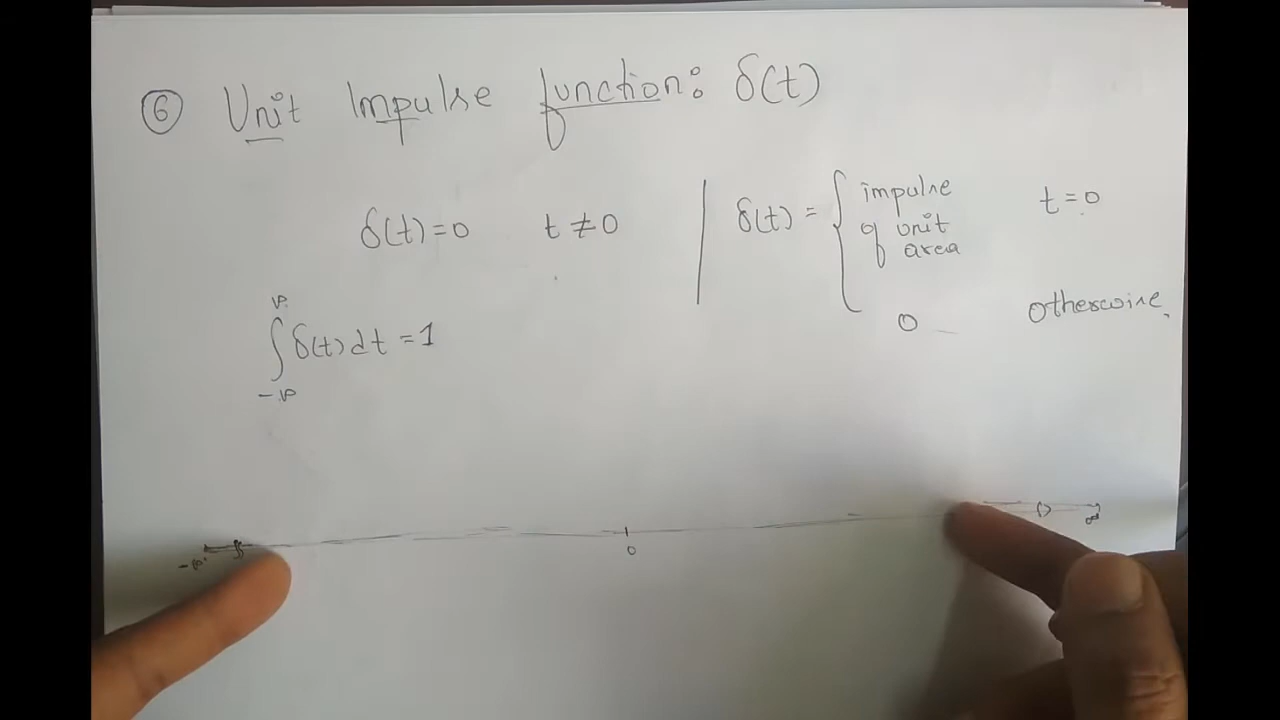 ⑥ Unit Impulse function: δ(t)
δ(t)=0 t≠0
δ(t) = { impulse of unit area t=0
0 otherwise.
∞
∫ δ(t)dt = 1
-∞
-∞ 0 ∞